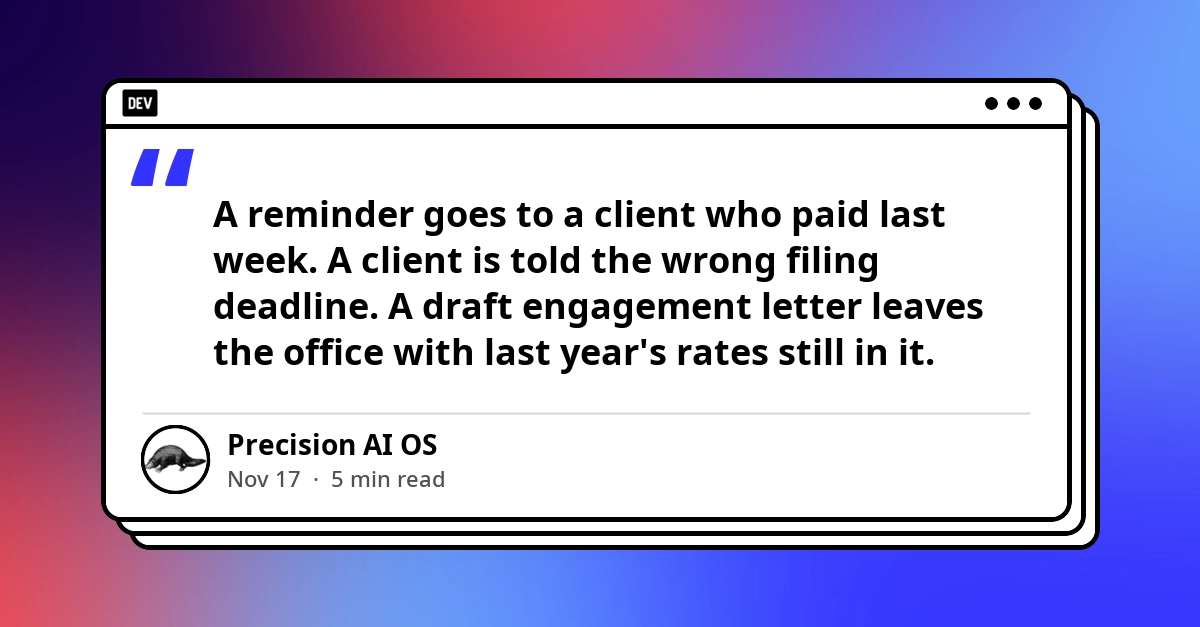 DEV
A reminder goes to a client who paid last
week. A client is told the wrong filing
deadline. A draft engagement letter leaves
the office with last year's rates still in it.
Precision AI OS
Nov 17 · 5 min read